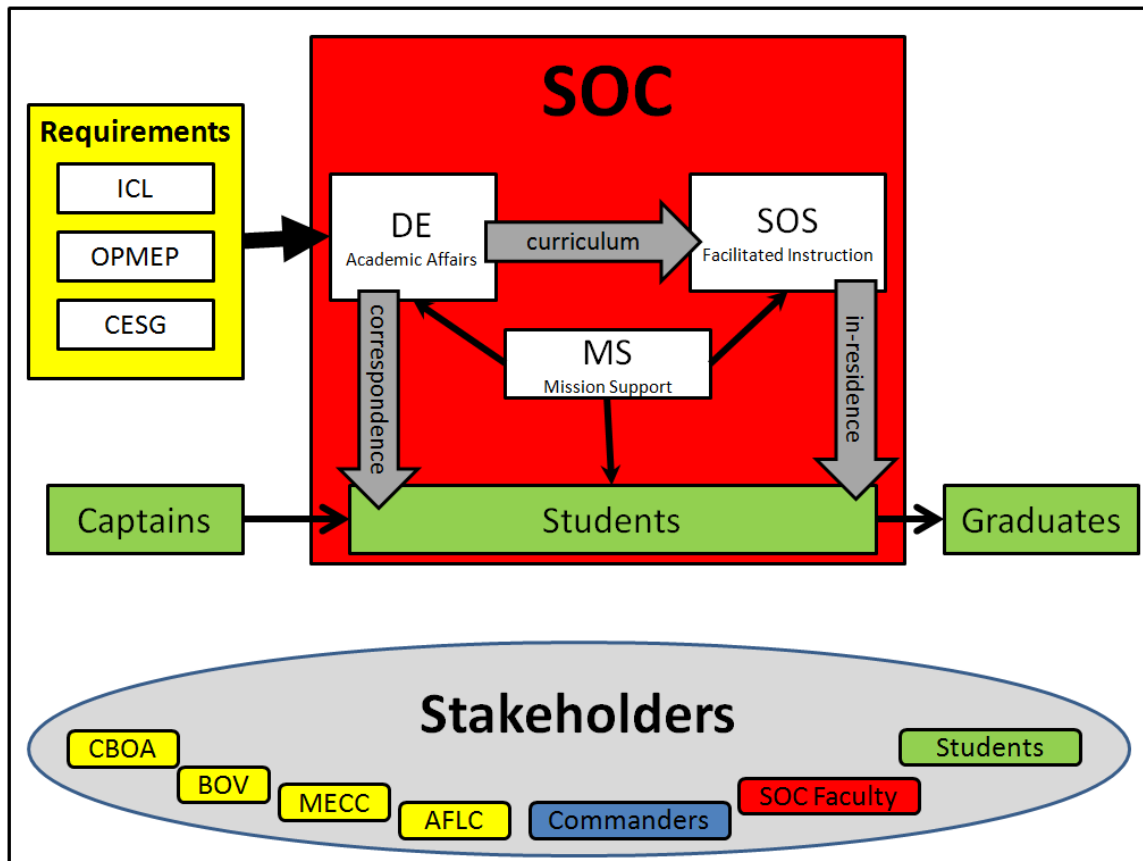 SOC
Requirements
ICL
OPMEP
CESG
DE
Academic Affairs
curriculum
SOS
Facilitated Instruction
MS
Mission Support
correspondence
in-residence
Captains
Students
Graduates
Stakeholders
CBOA
BOV
MECC
AFLC
Commanders
SOC Faculty
Students